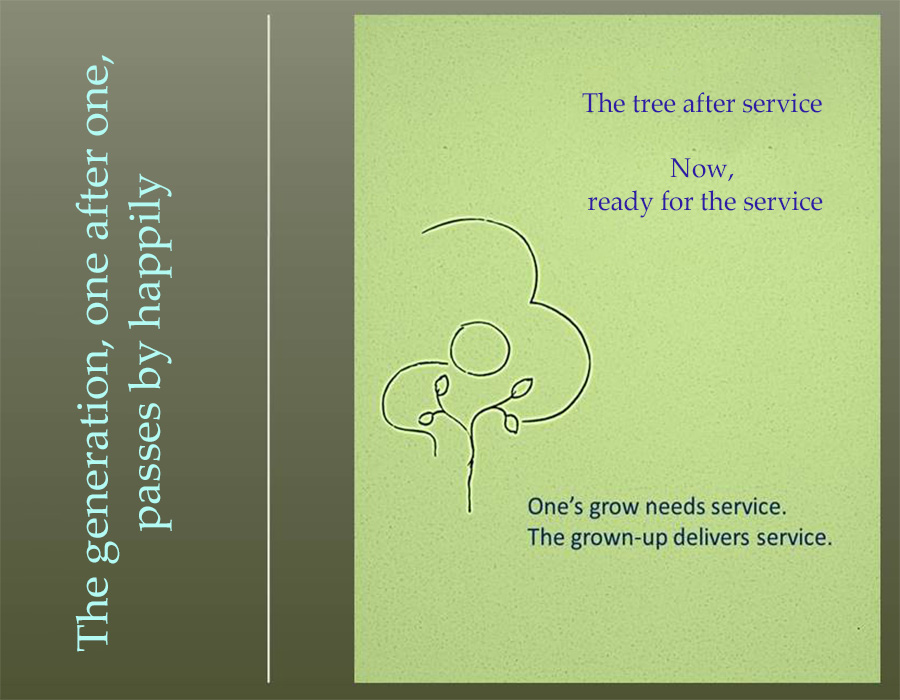 The generation, one after one,
passes by happily
The tree after service
Now,
ready for the service
One’s grow needs service.
The grown-up delivers service.